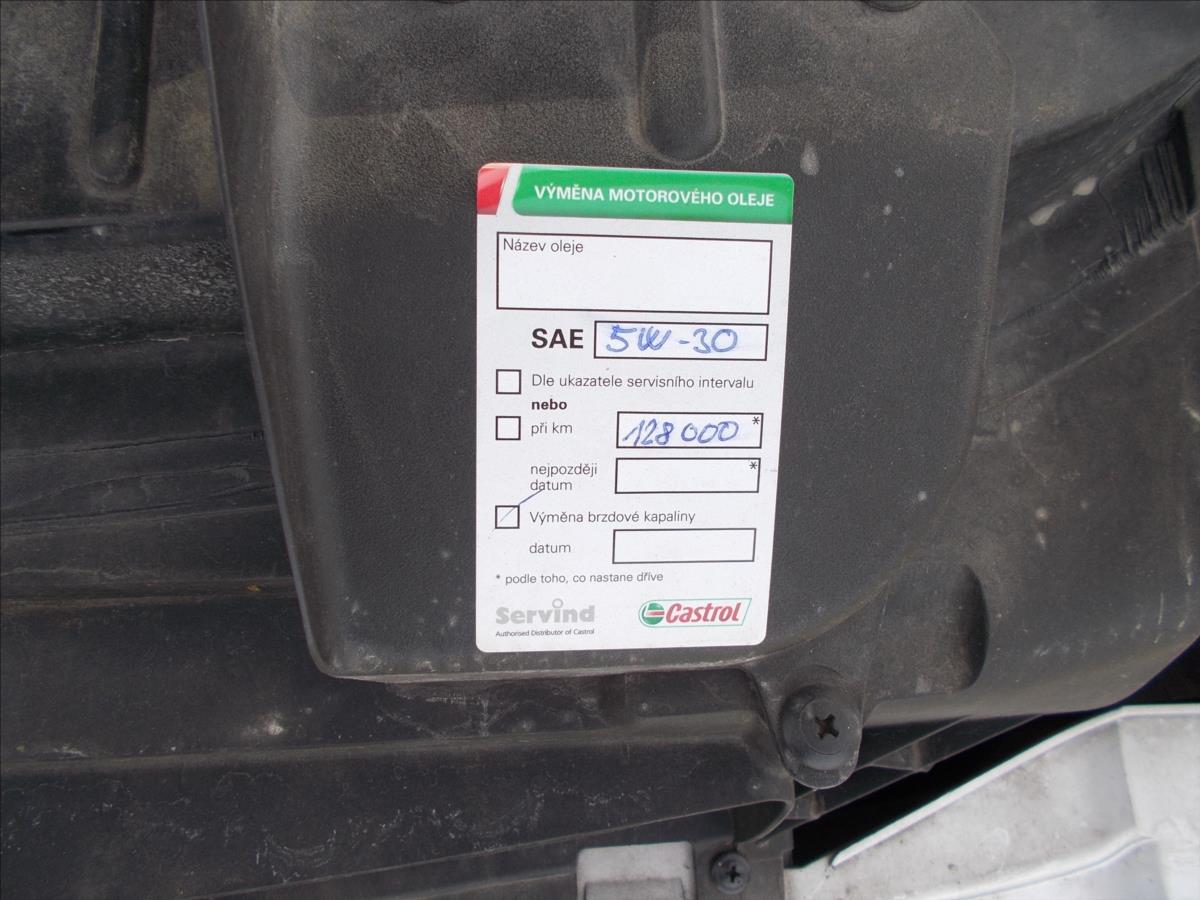 VÝMĚNA MOTOROVÉHO OLEJE
Název oleje
SAE 5W-30
Dle ukazatele servisního intervalu
nebo
při km 128 000 *
nejpozději
datum *
Výměna brzdové kapaliny
datum
* podle toho, co nastane dříve
Servind Castrol
Authorised Distributor of Castrol